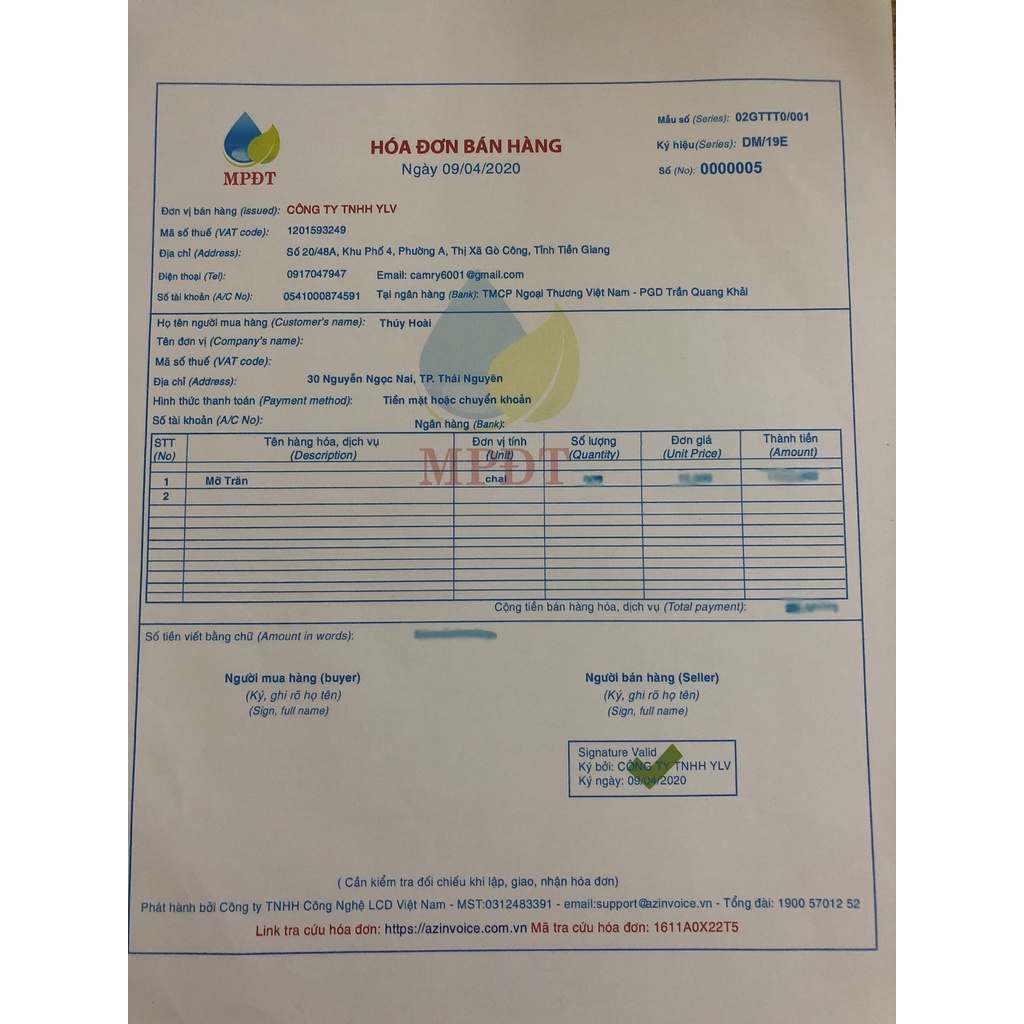 MPĐT
HÓA ĐƠN BÁN HÀNG
Ngày 09/04/2020
Mẫu số (Series): 02GTTT0/001
Ký hiệu(Series): DM/19E
Số (No): 0000005
Đơn vị bán hàng (issued): CÔNG TY TNHH YLV
Mã số thuế (VAT code): 1201593249
Địa chỉ (Address): Số 20/48A, Khu Phố 4, Phường A, Thị Xã Gò Công, Tỉnh Tiền Giang
Điện thoại (Tel): 0917047947 Email: camry6001@gmail.com
Số tài khoản (A/C No): 0541000874591 Tại ngân hàng (Bank): TMCP Ngoại Thương Việt Nam - PGD Trần Quang Khải
Họ tên người mua hàng (Customer's name): Thúy Hoài
Tên đơn vị (Company's name):
Mã số thuế (VAT code):
Địa chỉ (Address): 30 Nguyễn Ngọc Nai, TP. Thái Nguyên
Hình thức thanh toán (Payment method): Tiền mặt hoặc chuyển khoản
Số tài khoản (A/C No): Ngân hàng (Bank):
STT Tên hàng hóa, dịch vụ Đơn vị tính Số lượng Đơn giá Thành tiền
(No) (Description) (Unit) (Quantity) (Unit Price) (Amount)
MPĐT
1 Mỡ Trăn chai
2
Cộng tiền bán hàng hóa, dịch vụ (Total payment):
Số tiền viết bằng chữ (Amount in words):
Người mua hàng (buyer) Người bán hàng (Seller)
(Ký, ghi rõ họ tên) (Ký, ghi rõ họ tên)
(Sign, full name) (Sign, full name)
Signature Valid
Ký bởi: CÔNG TY TNHH YLV
Ký ngày: 09/04/2020
( Cần kiểm tra đối chiếu khi lập, giao, nhận hóa đơn)
Phát hành bởi Công ty TNHH Công Nghệ LCD Việt Nam - MST:0312483391 - email:support@azinvoice.vn - Tổng đài: 1900 57012 52
Link tra cứu hóa đơn: https://azinvoice.com.vn Mã tra cứu hóa đơn: 1611A0X22T5